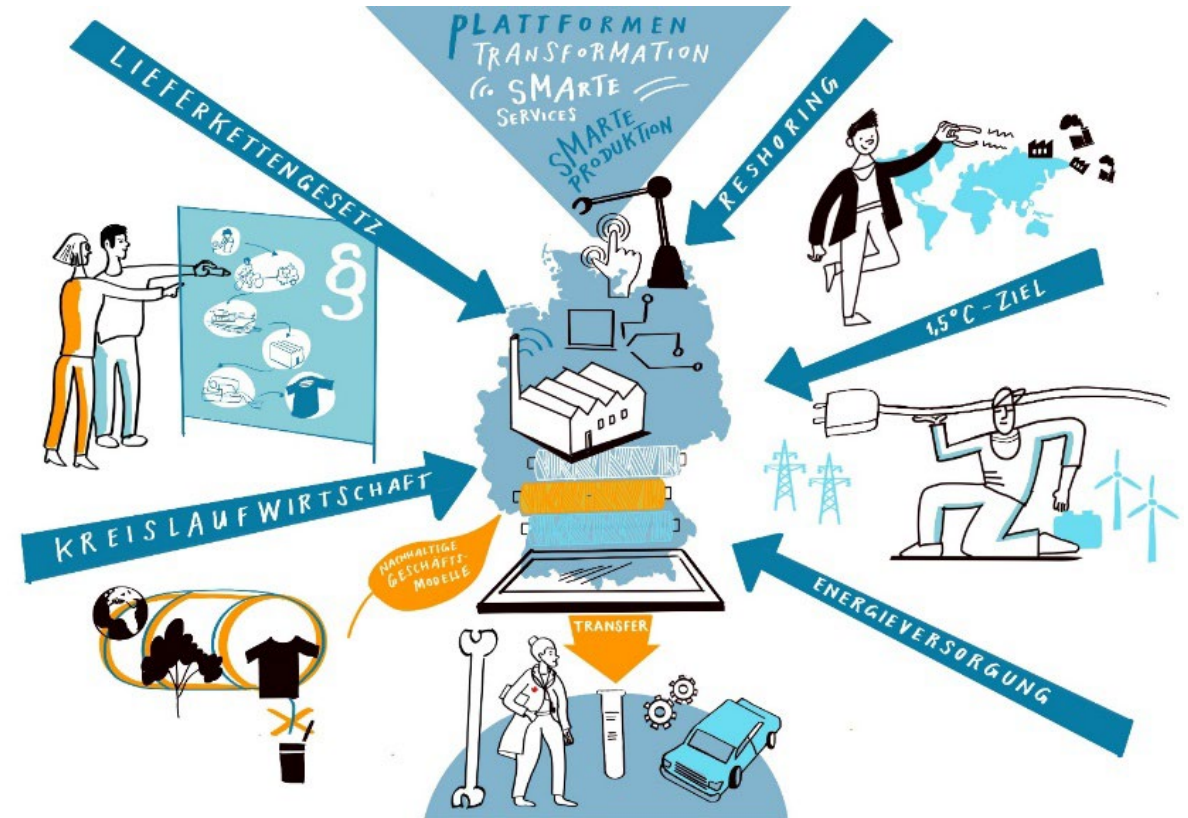 PLATTFORMEN
TRANSFORMATION
SMARTE
SERVICES
SMARTE
PRODUKTION
LIEFERKETTENGESETZ
RESHORING
§
1,5°C-ZIEL
KREISLAUFWIRTSCHAFT
NACHHALTIGE
GESCHÄFTS-
MODELLE
ENERGIEVERSORGUNG
TRANSFER